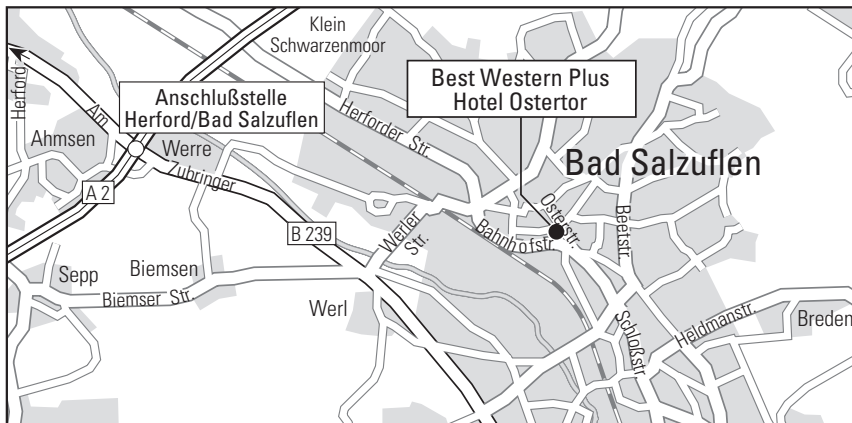 Klein
Schwarzenmoor
Best Western Plus
Hotel Ostertor
Anschlußstelle
Herford/Bad Salzuflen
Herford
Am
Zubringer
Ahmsen
Werre
Herforder Str.
Bad Salzuflen
A 2
Osterstr.
Beetstr.
Bahnhofstr.
B 239
Werler
Str.
Sepp
Biemsen
Biemser Str.
Werl
Schloßstr.
Heldmanstr.
Breden